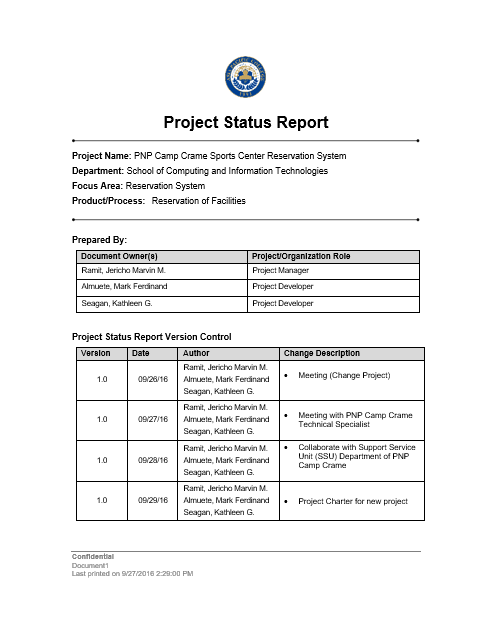 ASIA PACIFIC COLLEGE
1991
Project Status Report
Project Name: PNP Camp Crame Sports Center Reservation System
Department: School of Computing and Information Technologies
Focus Area: Reservation System
Product/Process: Reservation of Facilities
Prepared By:
Document Owner(s) Project/Organization Role
Ramit, Jericho Marvin M. Project Manager
Almuete, Mark Ferdinand Project Developer
Seagan, Kathleen G. Project Developer
Project Status Report Version Control
Version Date Author Change Description
1.0 09/26/16 Ramit, Jericho Marvin M.
Almuete, Mark Ferdinand
Seagan, Kathleen G.
• Meeting (Change Project)
1.0 09/27/16 Ramit, Jericho Marvin M.
Almuete, Mark Ferdinand
Seagan, Kathleen G.
• Meeting with PNP Camp Crame
Technical Specialist
1.0 09/28/16 Ramit, Jericho Marvin M.
Almuete, Mark Ferdinand
Seagan, Kathleen G.
• Collaborate with Support Service
Unit (SSU) Department of PNP
Camp Crame
1.0 09/29/16 Ramit, Jericho Marvin M.
Almuete, Mark Ferdinand
Seagan, Kathleen G.
• Project Charter for new project
Confidential
Document1
Last printed on 9/27/2016 2:29:00 PM